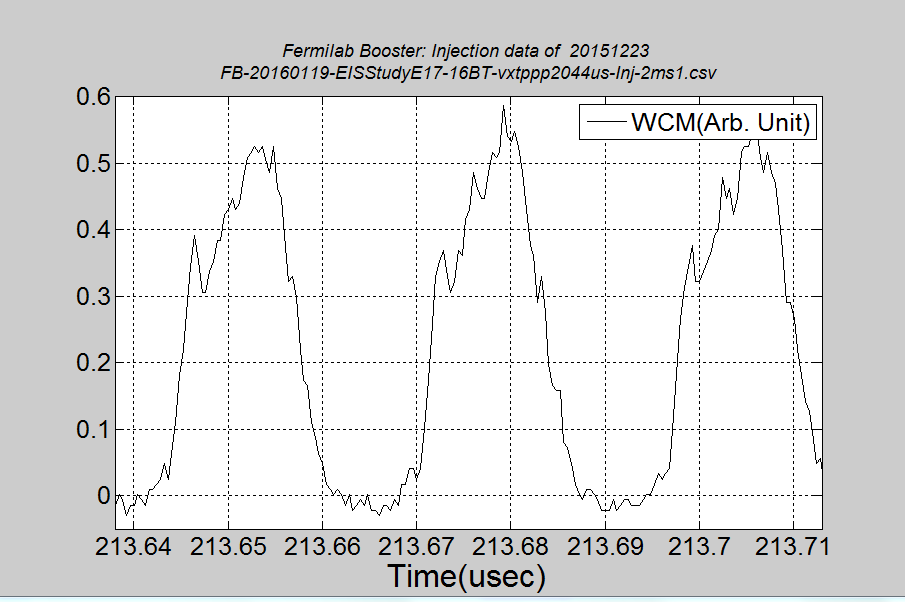 Fermilab Booster: Injection data of 20151223
FB-20160119-EISStudyE17-16BT-vxtppp2044us-Inj-2ms1.csv
WCM(Arb. Unit)
0.6
0.5
0.4
0.3
0.2
0.1
0
213.64 213.65 213.66 213.67 213.68 213.69 213.7 213.71
Time(usec)